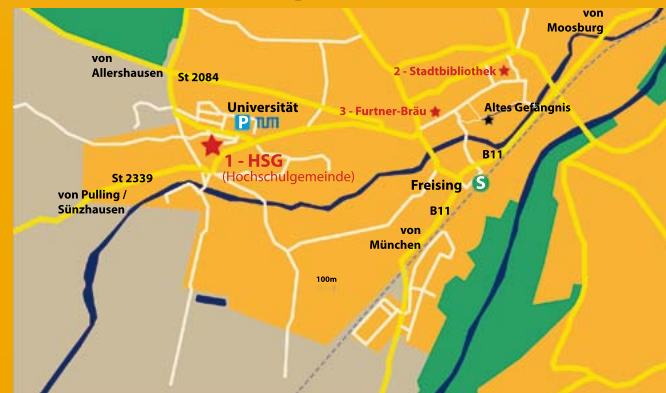 von
Moosburg
von
Allershausen
St 2084
2 - Stadtbibliothek
Universität
P TUM
3 - Furtner-Bräu
Altes Gefängnis
1 - HSG
(Hochschulgemeinde)
B11
St 2339
Freising S
von Pulling /
Sünzhausen
B11
von
München
100m